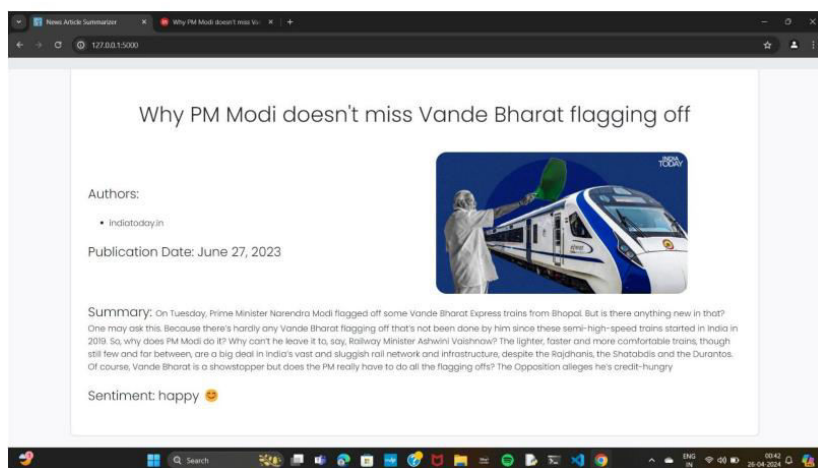 News Article Summarizer
Why PM Modi doesn't miss Va
127.0.0.1:5000
Why PM Modi doesn't miss Vande Bharat flagging off
INDIA
TODAY
Authors:
indiatoday.in
Publication Date: June 27, 2023
Summary: On Tuesday, Prime Minister Narendra Modi flagged off some Vande Bharat Express trains from Bhopal. But is there anything new in that?
One may ask this. Because there's hardly any Vande Bharat flagging off that's not been done by him since these semi-high-speed trains started in India in
2019. So, why does PM Modi do it? Why can't he leave it to, say, Railway Minister Ashwini Vaishnaw? The lighter, faster and more comfortable trains, though
still few and far between, are a big deal in India's vast and sluggish rail network and infrastructure, despite the Rajdhanis, the Shatabdis and the Durantos.
Of course, Vande Bharat is a showstopper but does the PM really have to do all the flagging offs? The Opposition alleges he's credit-hungry
Sentiment: happy 😊
Search
ENG
IN
00:42
26-04-2024